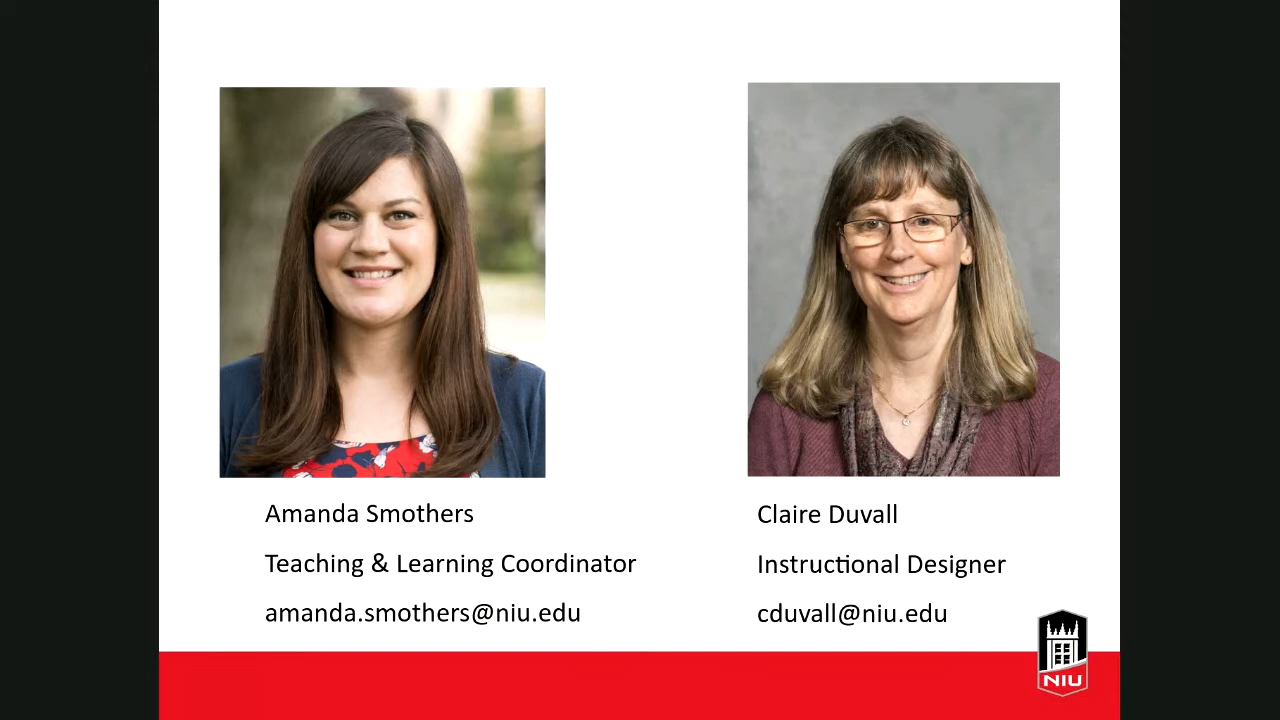 Amanda Smothers
Teaching & Learning Coordinator
amanda.smothers@niu.edu
Claire Duvall
Instructional Designer
cduvall@niu.edu
NIU